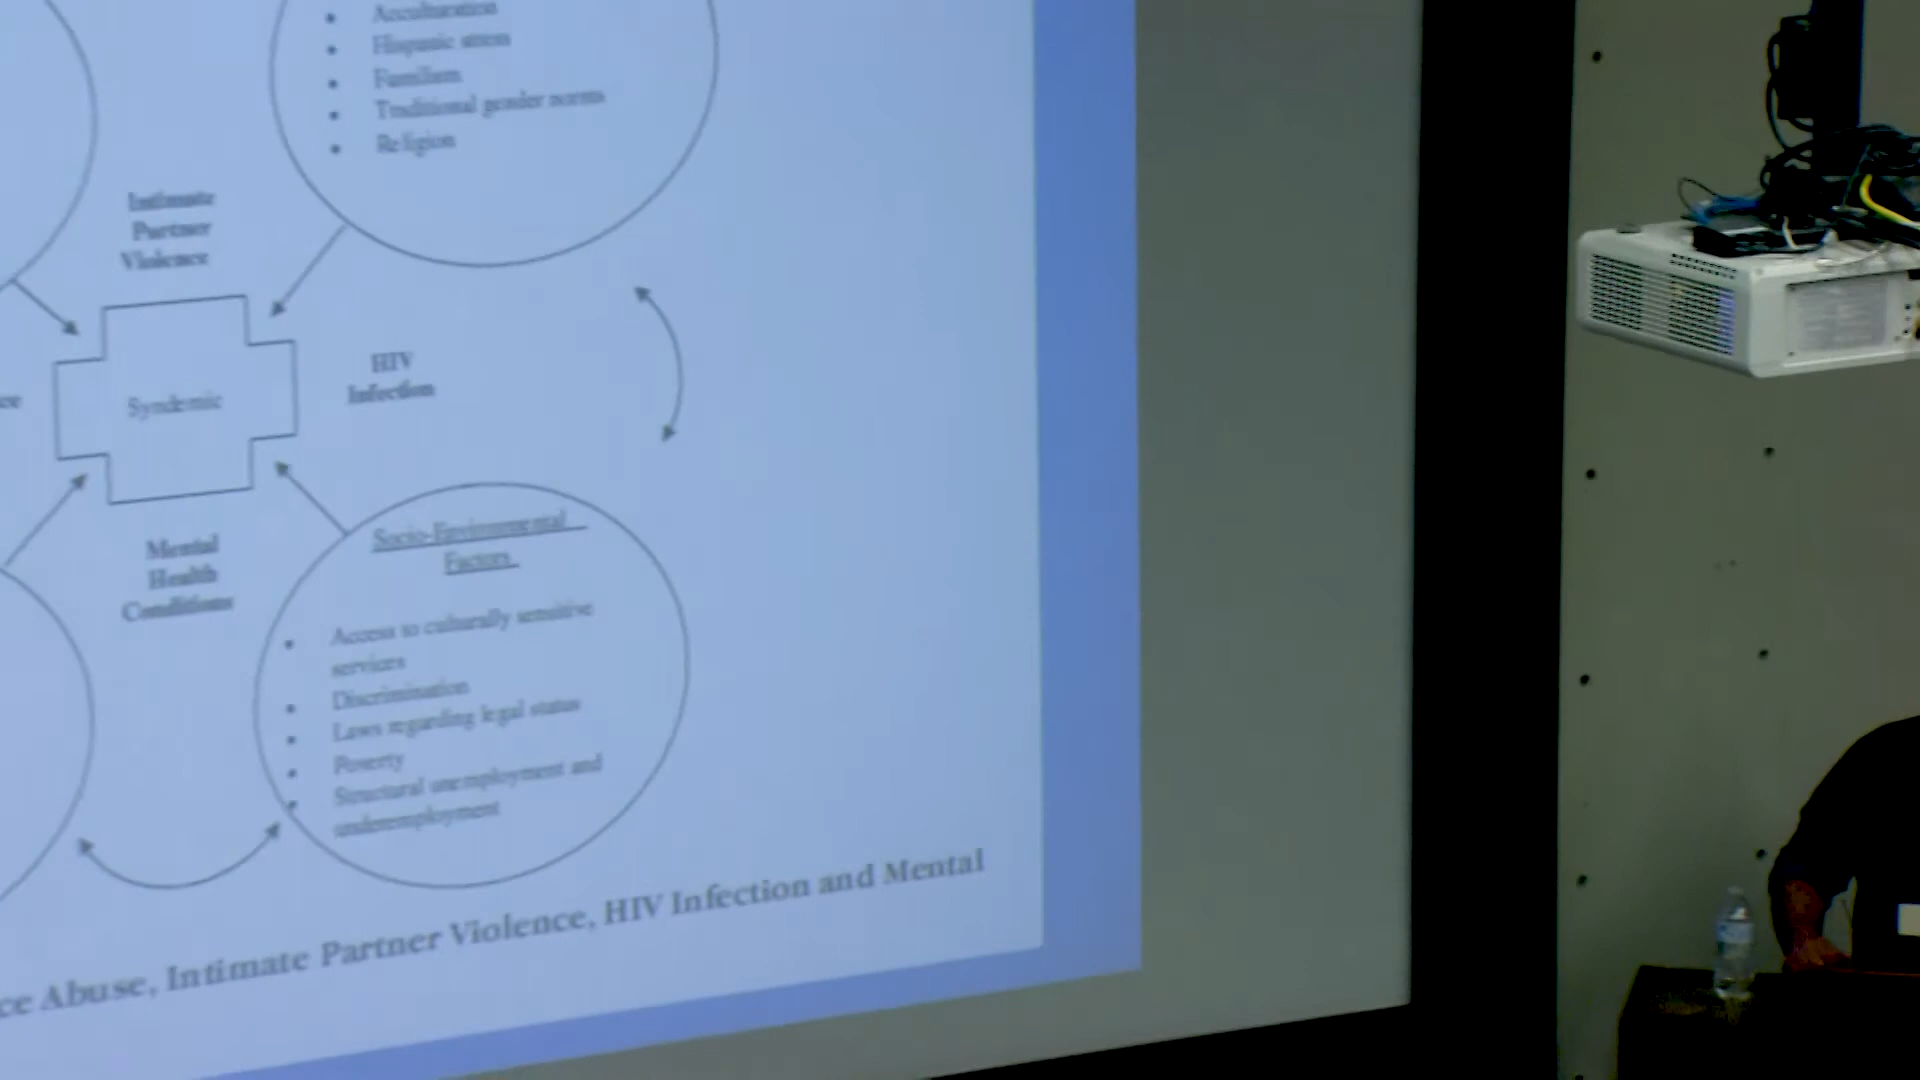 Acculturation
Hispanic stress
Familism
Traditional gender norms
Religion
Intimate
Partner
Violence
HIV
Infection
ce
Syndemic
Mental
Health
Conditions
Socio-Environmental
Factors
Access to culturally sensitive
services
Discrimination
Laws regarding legal status
Poverty
Structural unemployment and
underemployment
ce Abuse, Intimate Partner Violence, HIV Infection and Mental